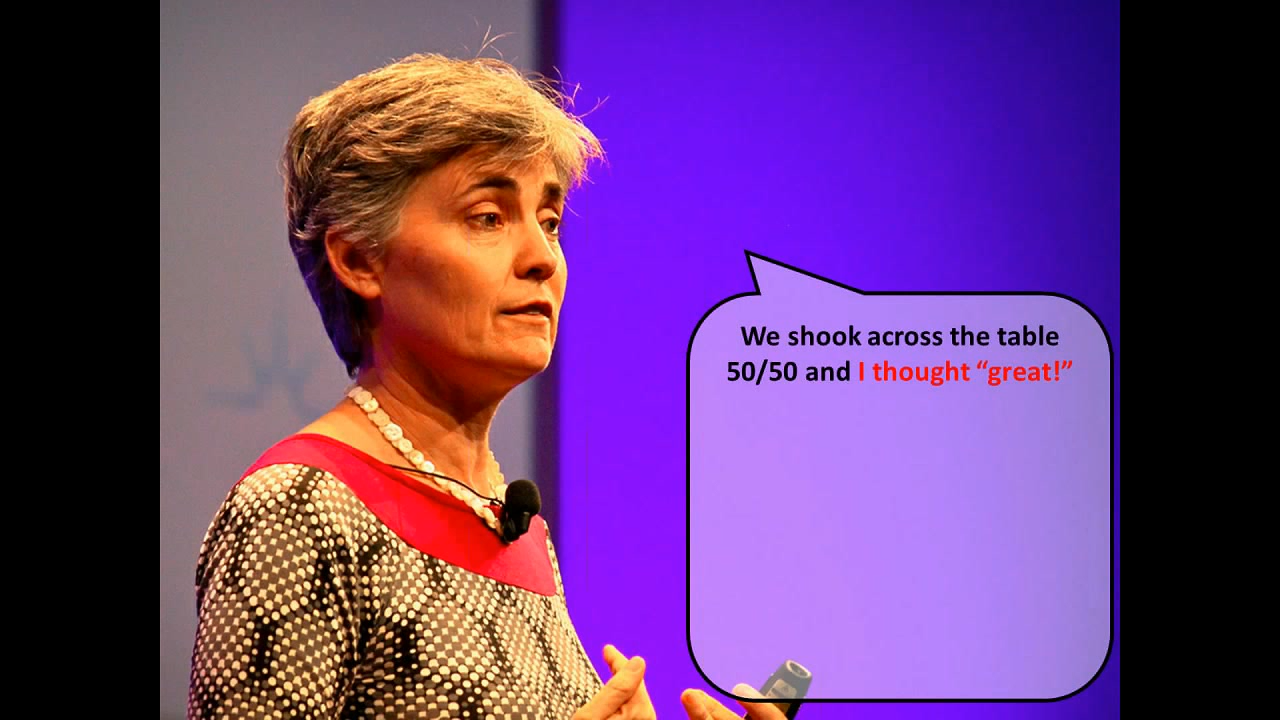 We shook across the table
50/50 and I thought “great!”